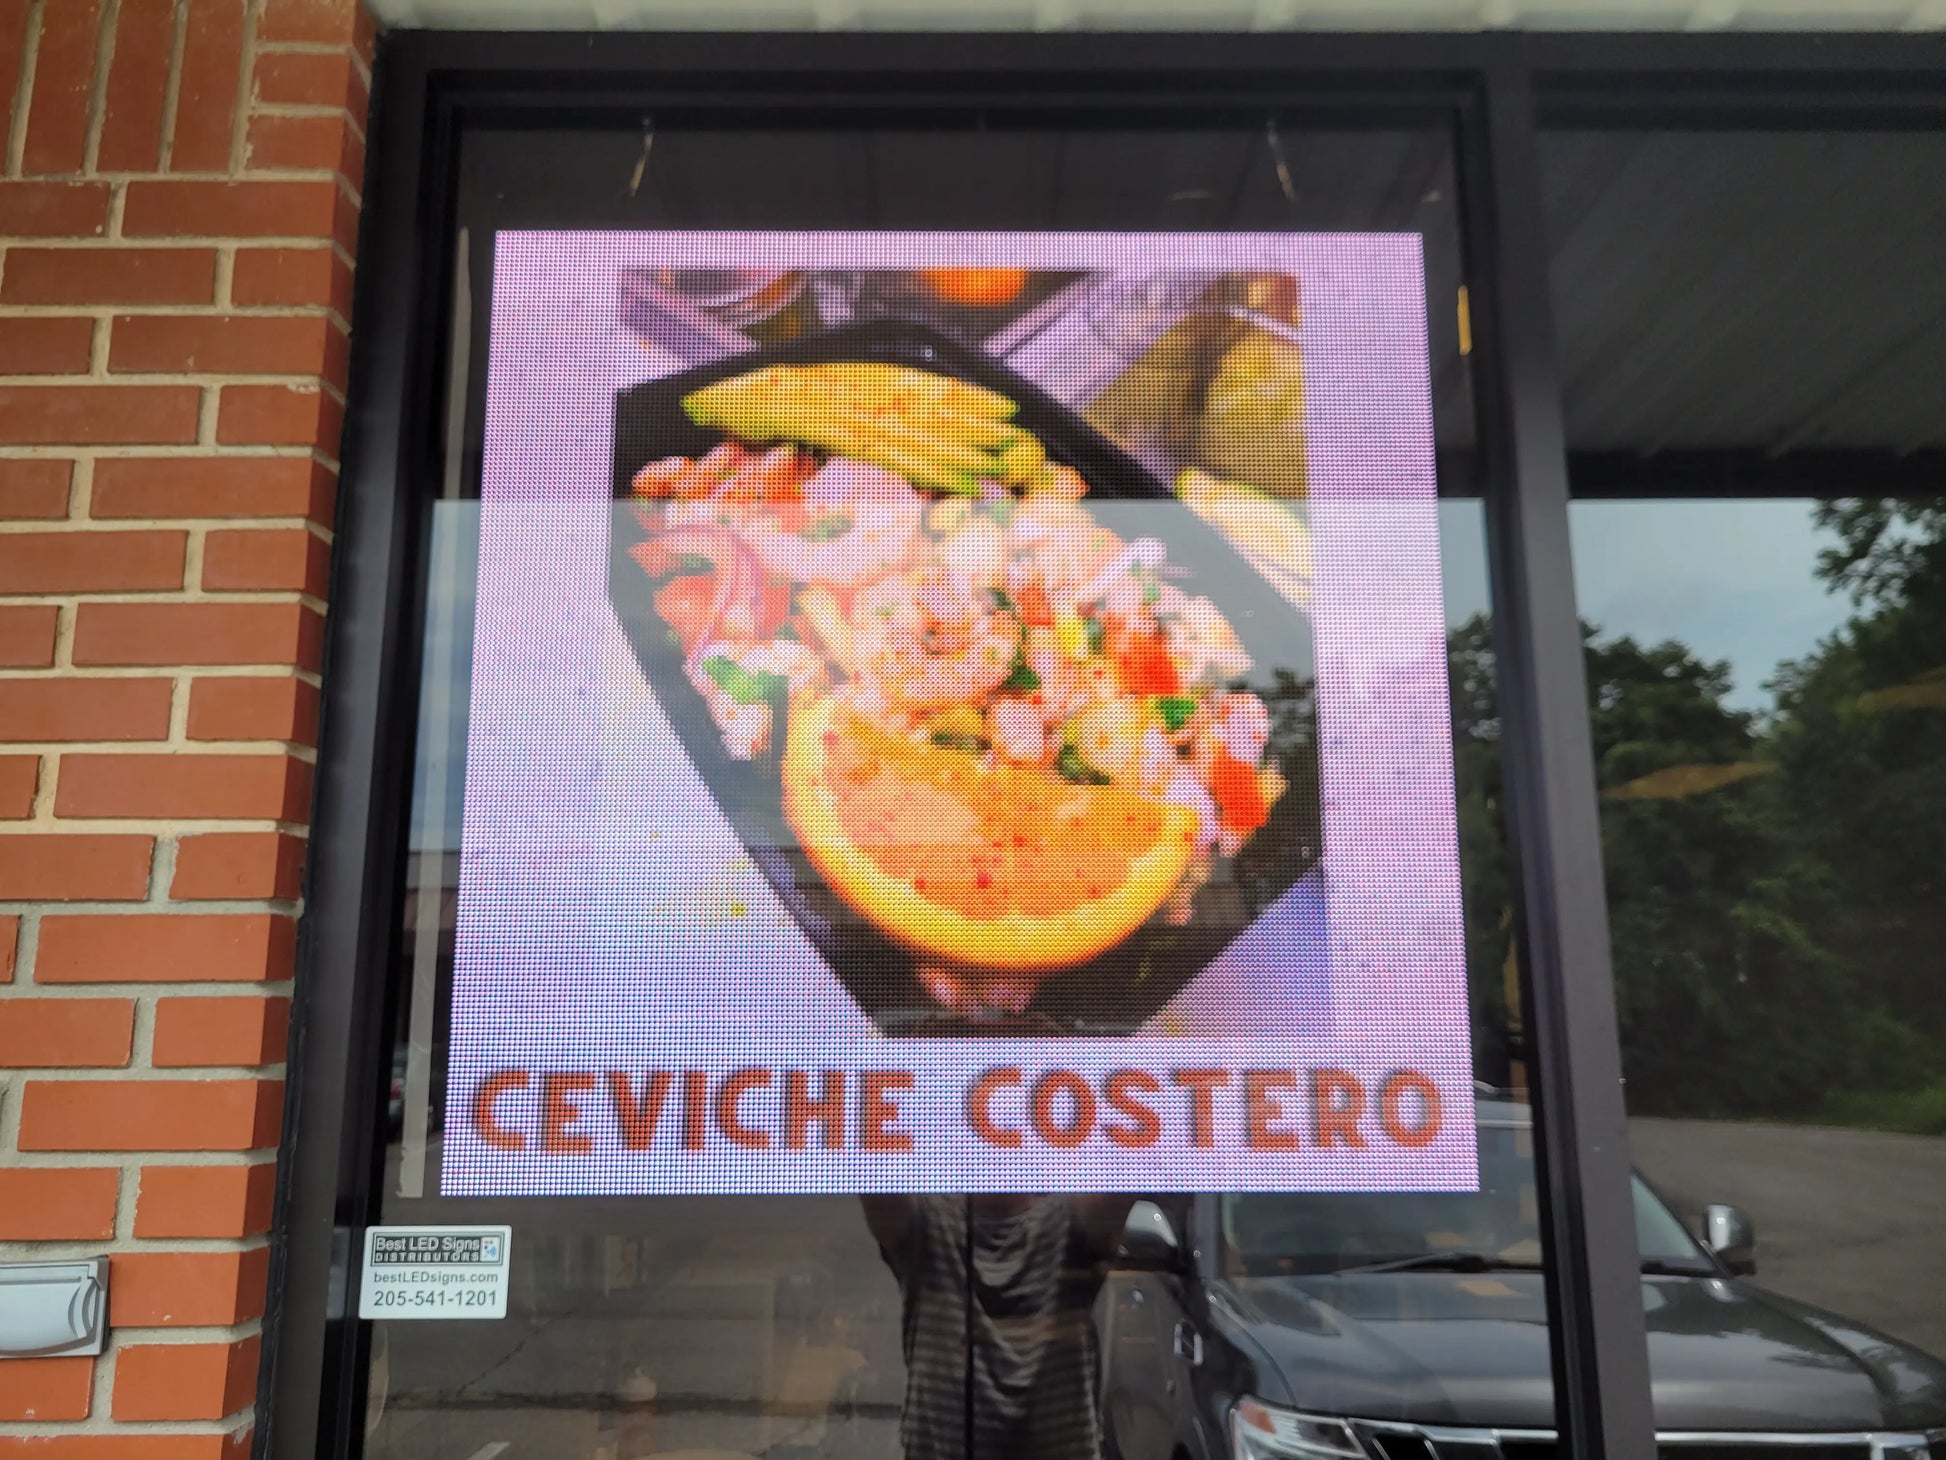 CEVICHE COSTERO
Best LED Signs
DISTRIBUTORS
bestLEDsigns.com
205-541-1201